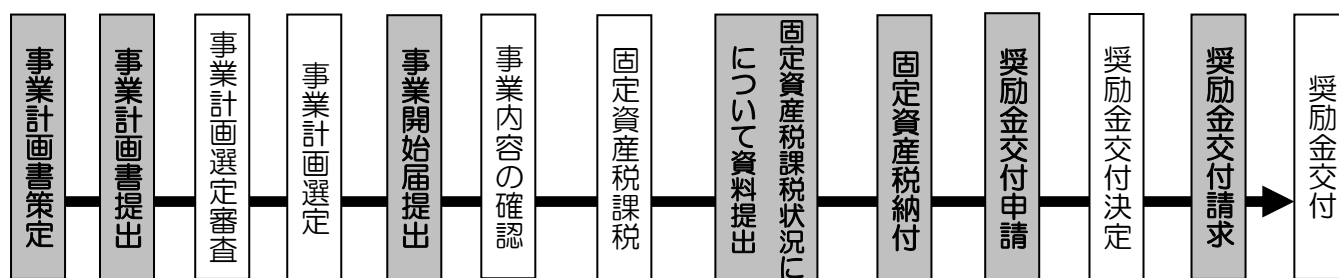 事業計画書策定
事業計画書提出
事業計画選定審査
事業計画選定
事業開始届提出
事業内容の確認
固定資産税課税
固定資産税課税状況に
について資料提出
固定資産税納付
奨励金交付申請
奨励金交付決定
奨励金交付請求
奨励金交付